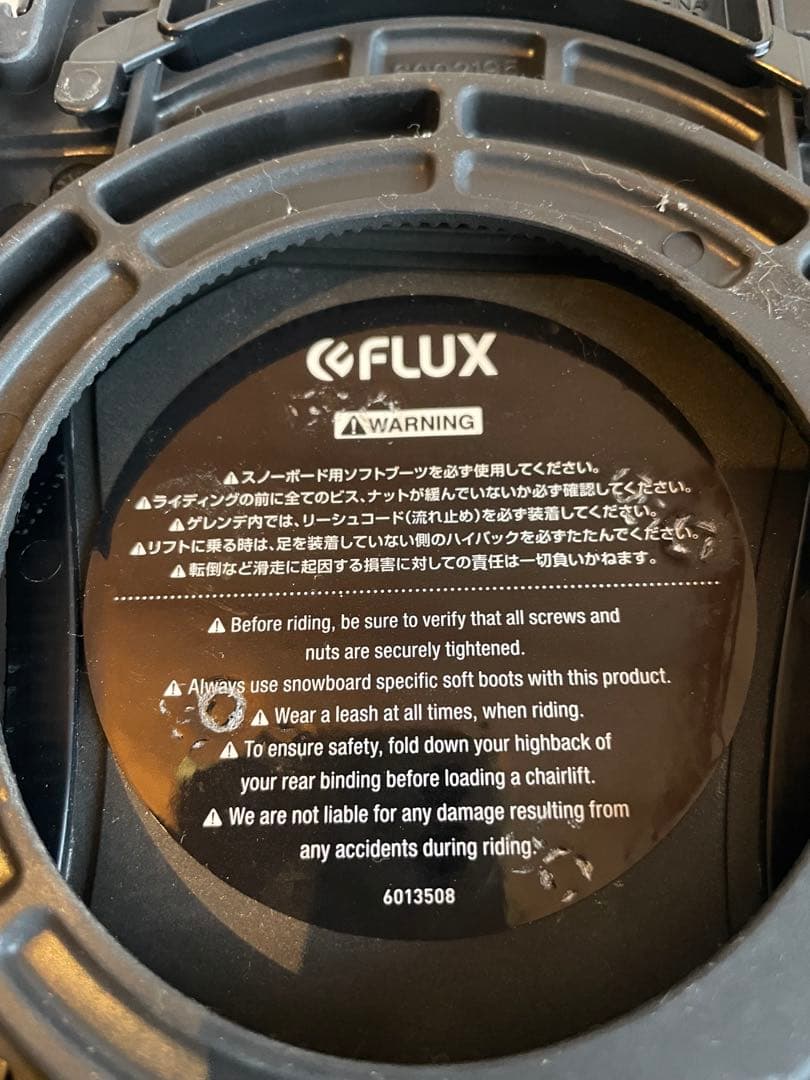 FLUX
WARNING
スノーボード用ソフトブーツを必ず使用してください。
ライディングの前に全てのビス、ナットが緩んでいないか必ず確認してください。
ゲレンデ内では、リーシュコード(流れ止め)を必ず装着してください。
リフトに乗る時は、足を装着していない側のハイバックを必ずたたんでください。
転倒など滑走に起因する損害に対しての責任は一切負いかねます。
Before riding, be sure to verify that all screws and
nuts are securely tightened.
Always use snowboard specific soft boots with this product.
Wear a leash at all times, when riding.
To ensure safety, fold down your highback of
your rear binding before loading a chairlift.
We are not liable for any damage resulting from
any accidents during riding.
6013508